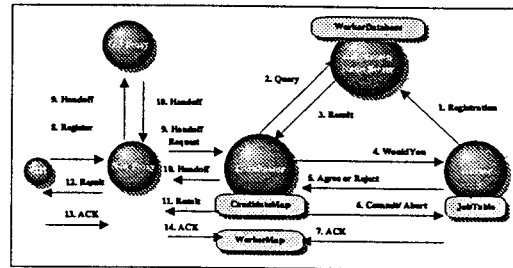 WorkerDatabase
2. Query
9. Handoff
10. Handoff
3. Result
1. Registration
8. Register
9. Handoff
Request
4. WouldYou
10. Handoff
5. Agree or Reject
12. Result
11. Result
CandidateMap
6. Commit/Abort
JobTable
13. ACK
14. ACK
WorkerMap
7. ACK